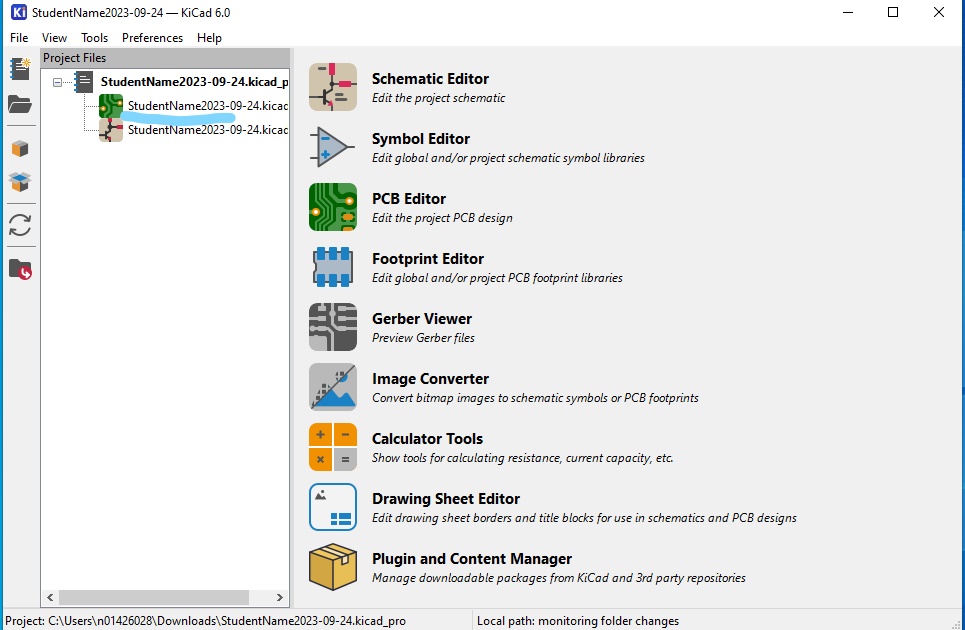 StudentName2023-09-24 — KiCad 6.0
File View Tools Preferences Help
Project Files
StudentName2023-09-24.kicad_p
StudentName2023-09-24.kicac
StudentName2023-09-24.kicac
Schematic Editor
Edit the project schematic
Symbol Editor
Edit global and/or project schematic symbol libraries
PCB Editor
Edit the project PCB design
Footprint Editor
Edit global and/or project PCB footprint libraries
Gerber Viewer
Preview Gerber files
Image Converter
Convert bitmap images to schematic symbols or PCB footprints
Calculator Tools
Show tools for calculating resistance, current capacity, etc.
Drawing Sheet Editor
Edit drawing sheet borders and title blocks for use in schematics and PCB designs
Plugin and Content Manager
Manage downloadable packages from KiCad and 3rd party repositories
Project: C:\Users\n01426028\Downloads\StudentName2023-09-24.kicad_pro
Local path: monitoring folder changes